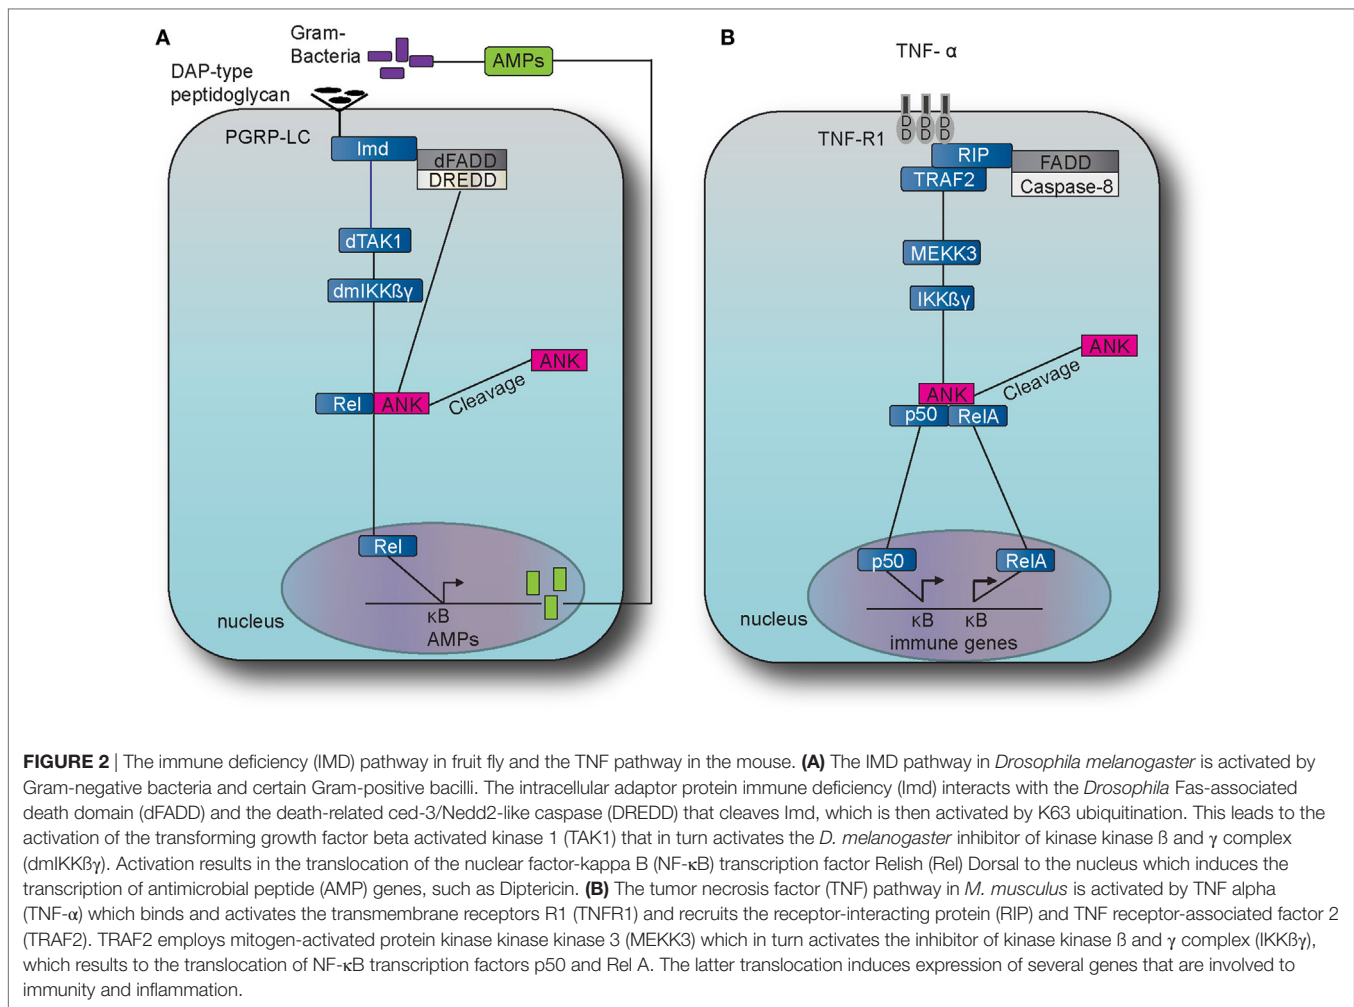 A
Gram-
Bacteria
AMPs
DAP-type
peptidoglycan
PGRP-LC
Imd
dFADD
DREDD
dTAK1
dmIKKßγ
ANK
Cleavage
Rel
ANK
Rel
κB
nucleus
AMPs
B
TNF- α
TNF-R1
D
D
D
D
D
D
RIP
FADD
TRAF2
Caspase-8
MEKK3
IKKßγ
ANK
Cleavage
ANK
p50
RelA
p50
RelA
κB
κB
nucleus
immune genes
FIGURE 2 | The immune deficiency (IMD) pathway in fruit fly and the TNF pathway in the mouse. (A) The IMD pathway in Drosophila melanogaster is activated by
Gram-negative bacteria and certain Gram-positive bacilli. The intracellular adaptor protein immune deficiency (Imd) interacts with the Drosophila Fas-associated
death domain (dFADD) and the death-related ced-3/Nedd2-like caspase (DREDD) that cleaves Imd, which is then activated by K63 ubiquitination. This leads to the
activation of the transforming growth factor beta activated kinase 1 (TAK1) that in turn activates the D. melanogaster inhibitor of kinase kinase ß and γ complex
(dmIKKßγ). Activation results in the translocation of the nuclear factor-kappa B (NF-κB) transcription factor Relish (Rel) Dorsal to the nucleus which induces the
transcription of antimicrobial peptide (AMP) genes, such as Diptericin. (B) The tumor necrosis factor (TNF) pathway in M. musculus is activated by TNF alpha
(TNF-α) which binds and activates the transmembrane receptors R1 (TNFR1) and recruits the receptor-interacting protein (RIP) and TNF receptor-associated factor 2
(TRAF2). TRAF2 employs mitogen-activated protein kinase kinase kinase 3 (MEKK3) which in turn activates the inhibitor of kinase kinase ß and γ complex (IKKßγ),
which results to the translocation of NF-κB transcription factors p50 and Rel A. The latter translocation induces expression of several genes that are involved to
immunity and inflammation.